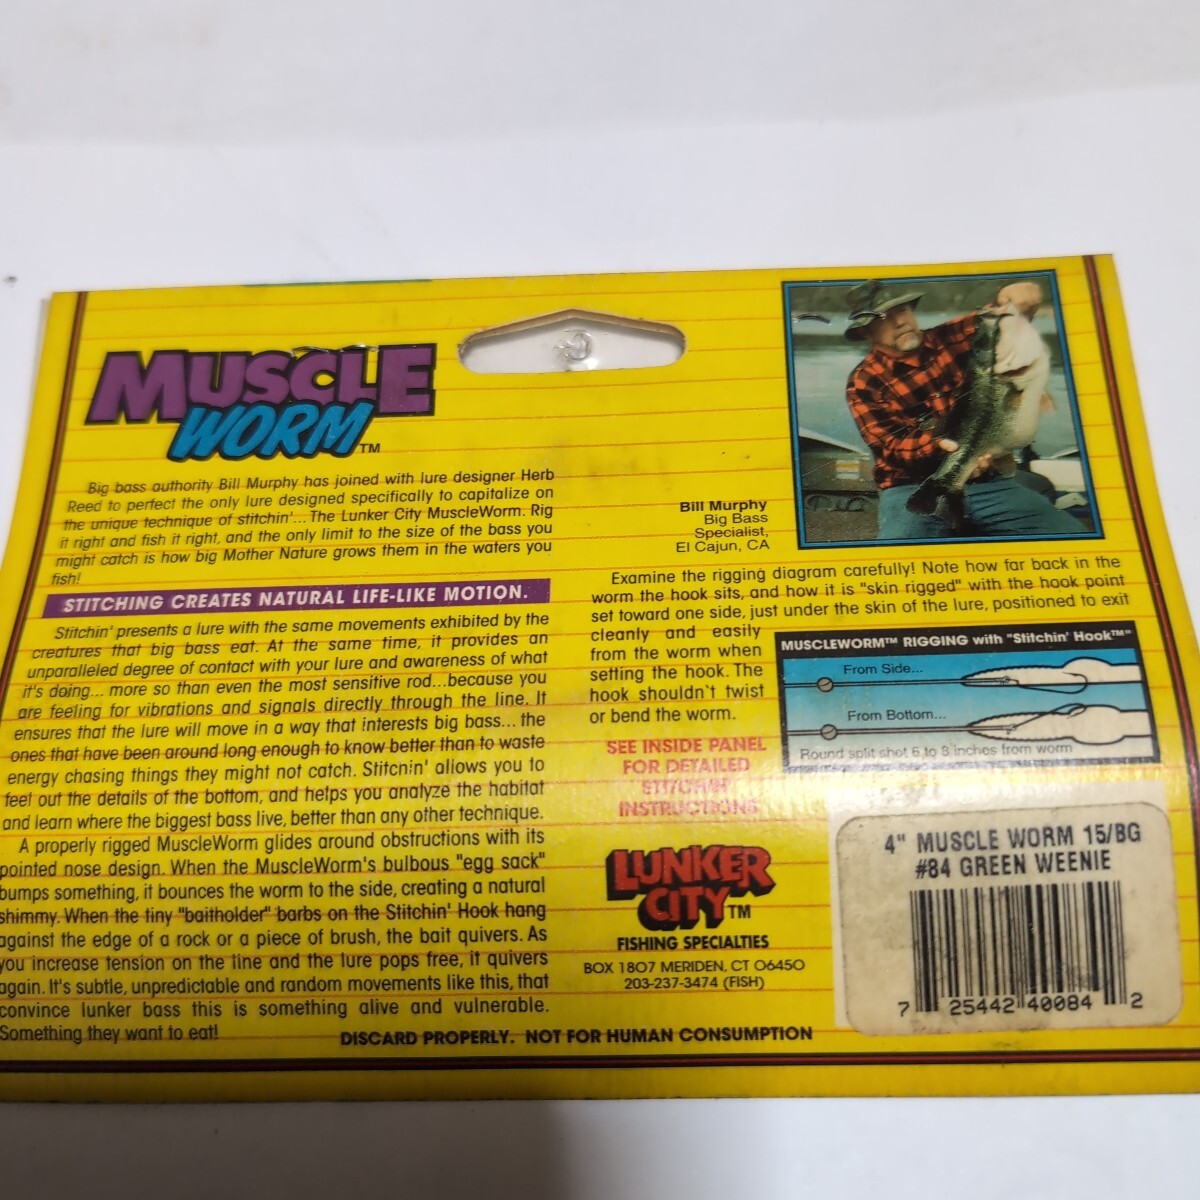 MUSCLE
WORM™
Big bass authority Bill Murphy has joined with lure designer Herb
Reed to perfect the only lure designed specifically to capitalize on
the unique technique of stitchin'... The Lunker City MuscleWorm. Rig
it right and fish it right, and the only limit to the size of the bass you
might catch is how big Mother Nature grows them in the waters you
fish!
STITCHING CREATES NATURAL LIFE-LIKE MOTION.
Stitchin' presents a lure with the same movements exhibited by the
creatures that big bass eat. At the same time, it provides an
unparalleled degree of contact with your lure and awareness of what
it's doing... more so than even the most sensitive rod...because you
are feeling for vibrations and signals directly through the line. It
ensures that the lure will move in a way that interests big bass... the
ones that have been around long enough to know better than to waste
energy chasing things they might not catch. Stitchin' allows you to
feel out the details of the bottom, and helps you analyze the habitat
and learn where the biggest bass live, better than any other technique.
A properly rigged MuscleWorm glides around obstructions with its
pointed nose design. When the MuscleWorm's bulbous "egg sack"
bumps something, it bounces the worm to the side, creating a natural
shimmy. When the tiny "baitholder" barbs on the Stitchin' Hook hang
against the edge of a rock or a piece of brush, the bait quivers. As
you increase tension on the line and the lure pops free, it quivers
again. It's subtle, unpredictable and random movements like this, that
convince lunker bass this is something alive and vulnerable.
Something they want to eat!
Bill Murphy
Big Bass
Specialist,
El Cajun, CA
Examine the rigging diagram carefully! Note how far back in the
worm the hook sits, and how it is "skin rigged" with the hook point
set toward one side, just under the skin of the lure, positioned to exit
cleanly and easily
from the worm when
setting the hook. The
hook shouldn't twist
or bend the worm.
MUSCLEWORM™ RIGGING with "Stitchin' Hook™"
From Side...
From Bottom...
Round split shot 6 to 8 inches from worm
SEE INSIDE PANEL
FOR DETAILED
STITCHIN'
INSTRUCTIONS
LUNKER
CITY™
FISHING SPECIALTIES
BOX 1807 MERIDEN, CT 06450
203-237-3474 (FISH)
4" MUSCLE WORM 15/BG
#84 GREEN WEENIE
7 25442 40084 2
DISCARD PROPERLY. NOT FOR HUMAN CONSUMPTION